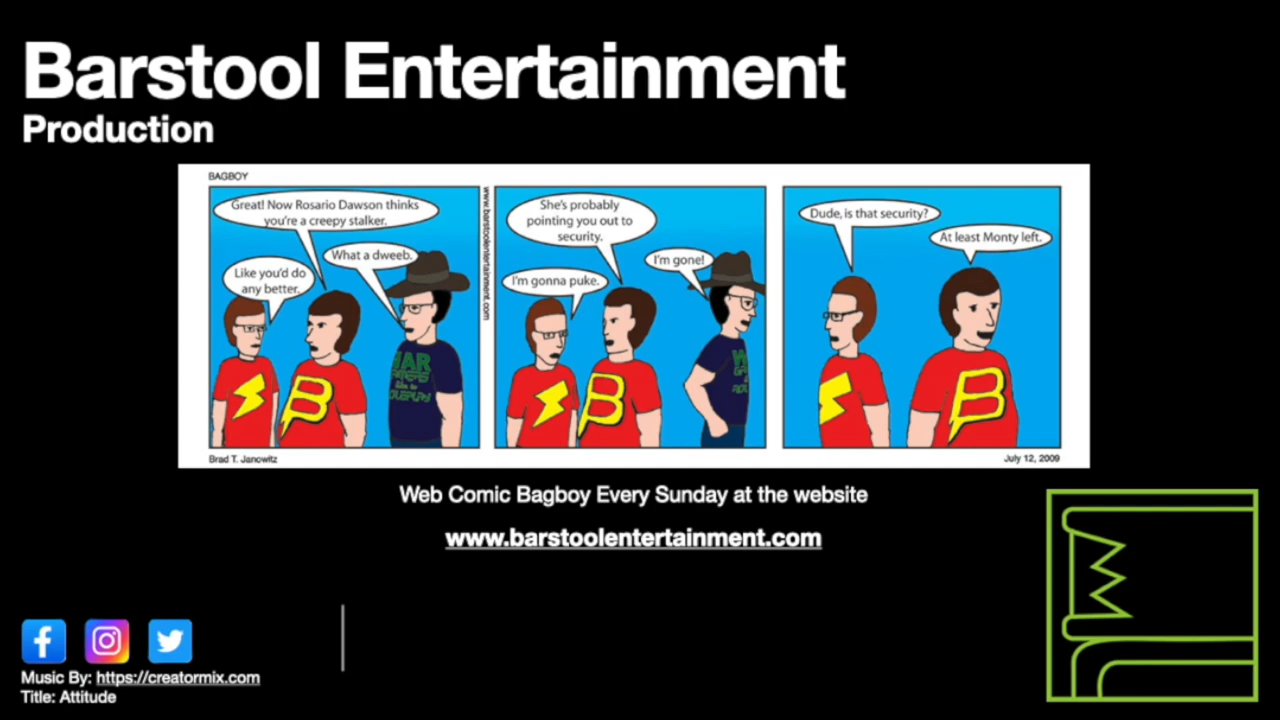 Barstool Entertainment
Production
BAGBOY
Great! Now Rosario Dawson thinks
you're a creepy stalker.
What a dweeb.
Like you'd do
any better.
www.barstoolentertainment.com
She's probably
pointing you out to
security.
I'm gone!
I'm gonna puke.
Dude, is that security?
At least Monty left.
B
B
B
Brad T. Janowitz
July 12, 2009
Web Comic Bagboy Every Sunday at the website
www.barstoolentertainment.com
Music By: https://creatormix.com
Title: Attitude